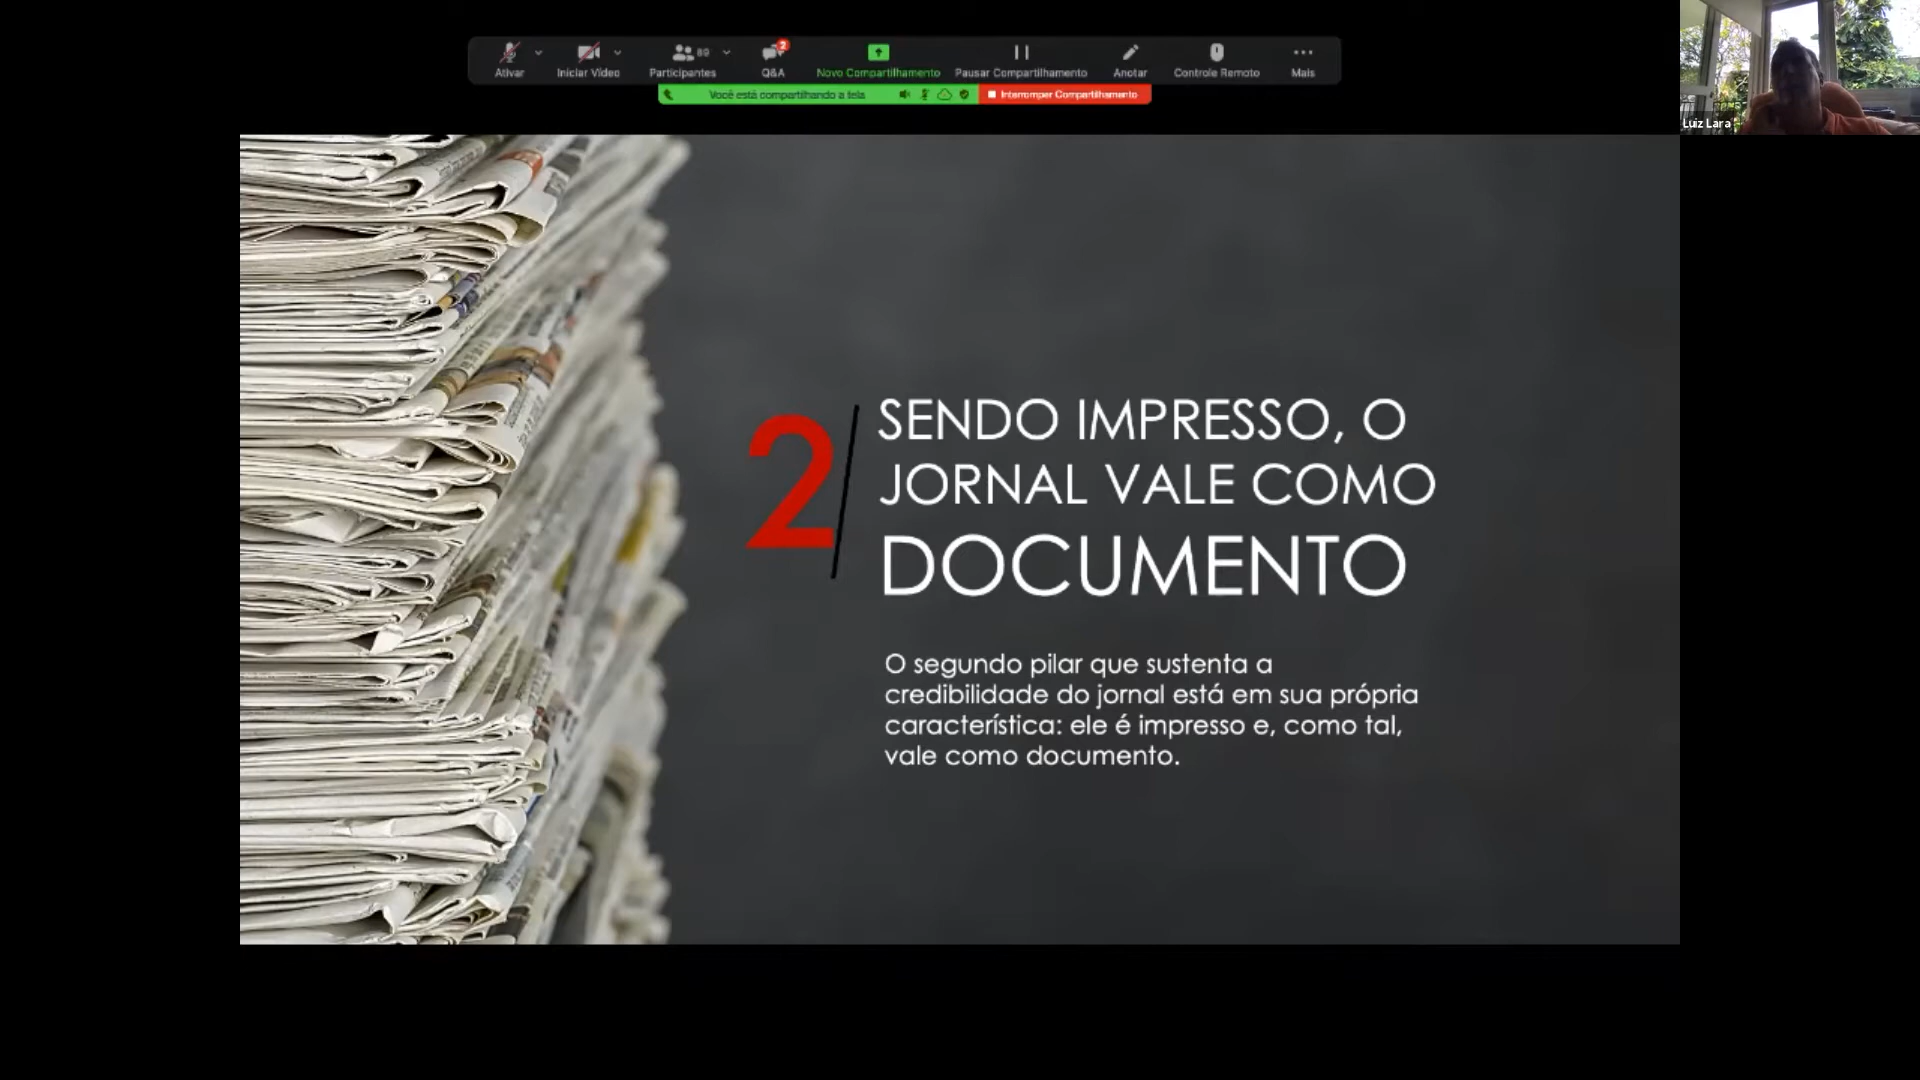 Ativar
Iniciar Vídeo
Participantes
89
Q&A
2
Novo Compartilhamento
Pausar Compartilhamento
Anotar
Controle Remoto
Mais
Você está compartilhando a tela
Interromper Compartilhamento
Luiz Lara
2
SENDO IMPRESSO, O
JORNAL VALE COMO
DOCUMENTO
O segundo pilar que sustenta a
credibilidade do jornal está em sua própria
característica: ele é impresso e, como tal,
vale como documento.